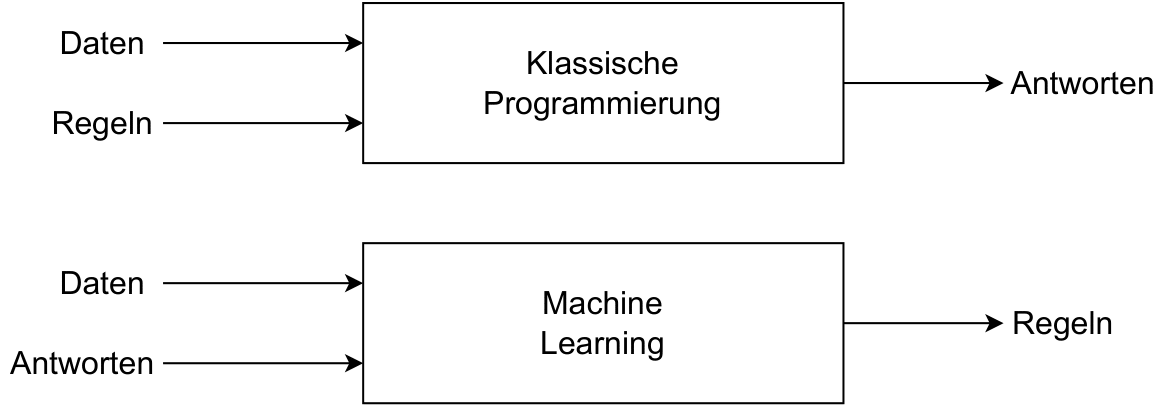 Daten
Regeln
Klassische
Programmierung
Antworten
Daten
Antworten
Machine
Learning
Regeln